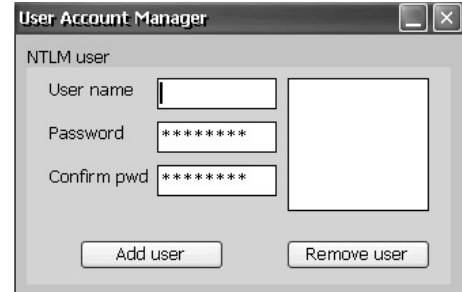 User Account Manager
NTLM user
User name
Password ********
Confirm pwd ********
Add user Remove user